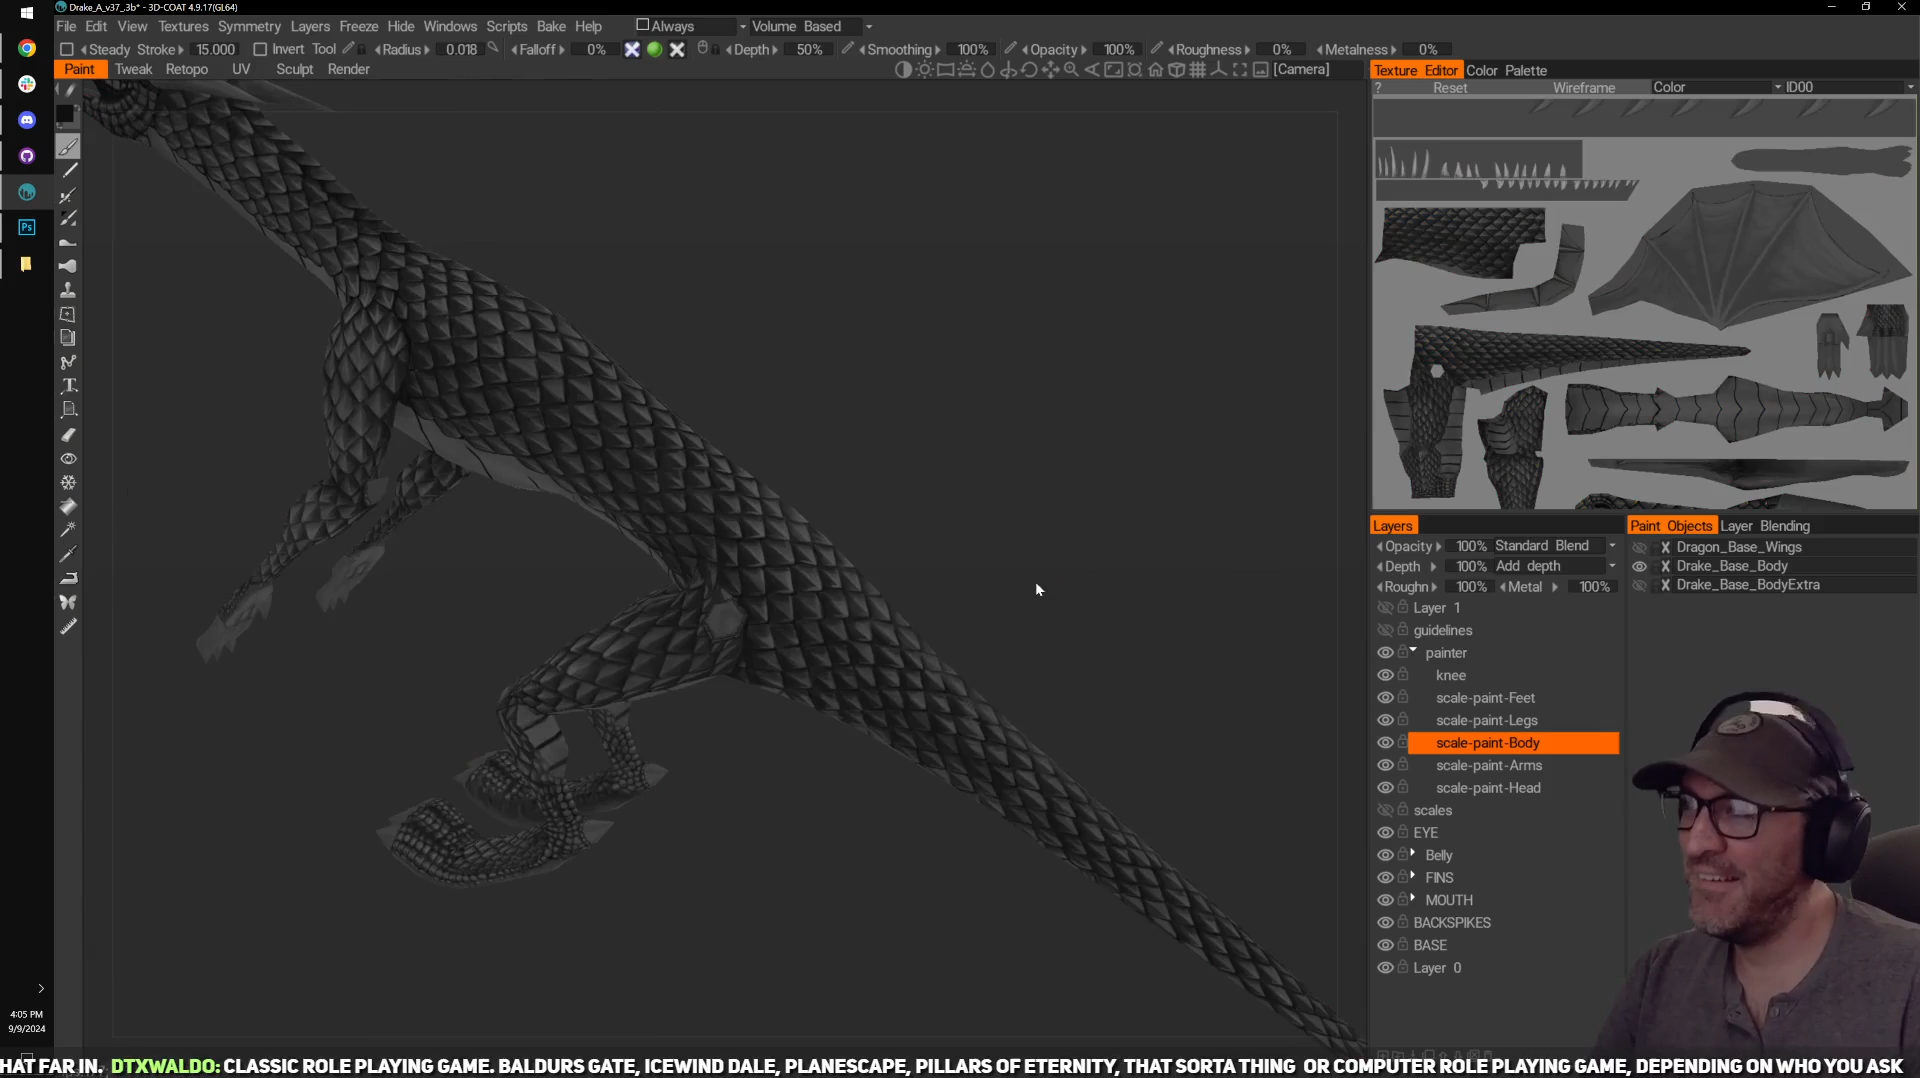 Drake_A_v37_.3b* - 3D-COAT 4.9.17(GL64)
File Edit View Textures Symmetry Layers Freeze Hide Windows Scripts Bake Help Always Volume Based
Steady Stroke 15.000 Invert Tool Radius 0.018 Falloff 0% Depth 50% Smoothing 100% Opacity 100% Roughness 0% Metalness 0%
Paint Tweak Retopo UV Sculpt Render [Camera]
Texture Editor Color Palette
? Reset Wireframe Color ID00
Layers
Opacity 100% Standard Blend
Depth 100% Add depth
Roughn 100% Metal 100%
Layer 1
guidelines
painter
knee
scale-paint-Feet
scale-paint-Legs
scale-paint-Body
scale-paint-Arms
scale-paint-Head
scales
EYE
Belly
FINS
MOUTH
BACKSPIKES
BASE
Layer 0
Paint Objects Layer Blending
Dragon_Base_Wings
Drake_Base_Body
Drake_Base_BodyExtra
Ps
4:05 PM
9/9/2024
HAT FAR IN. DTXWALDO: CLASSIC ROLE PLAYING GAME. BALDURS GATE, ICEWIND DALE, PLANESCAPE, PILLARS OF ETERNITY, THAT SORTA THING OR COMPUTER ROLE PLAYING GAME, DEPENDING ON WHO YOU ASK